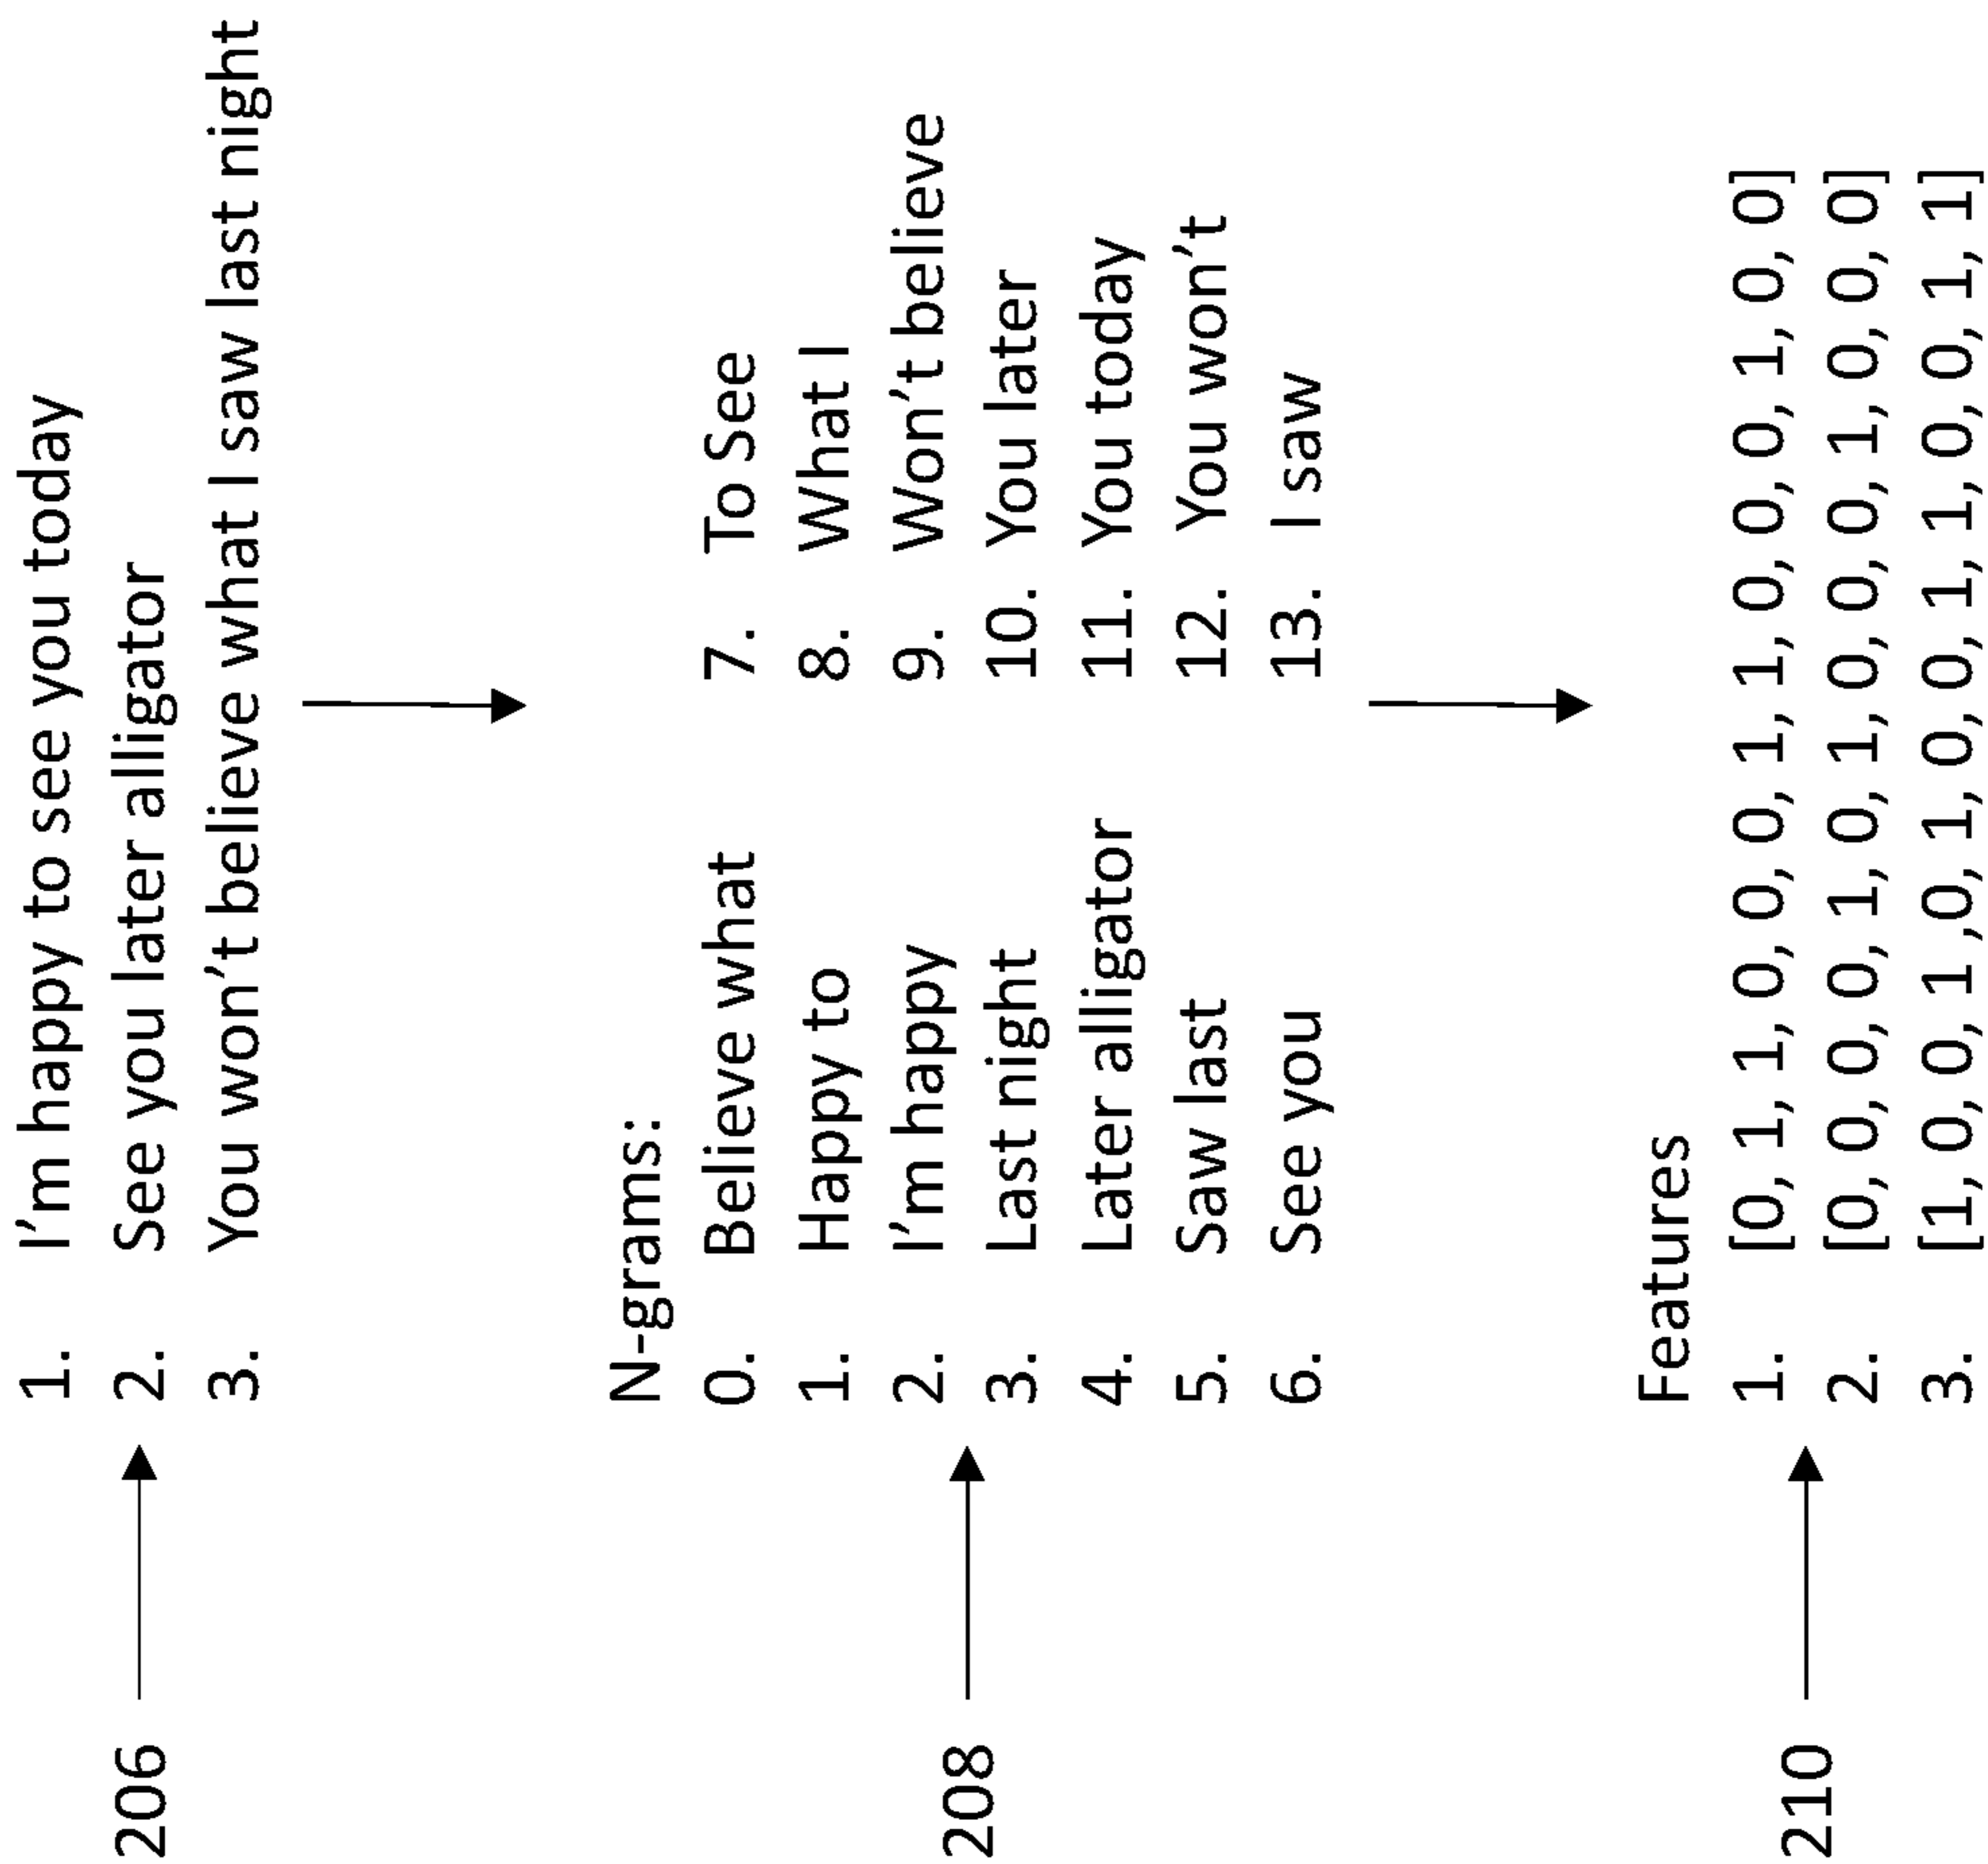 1. I'm happy to see you today
206 2. See you later alligator
3. You won't believe what I saw last night
N-grams:
0. Believe what 7. To See
1. Happy to 8. What I
2. I'm happy 9. Won't believe
208 3. Last night 10. You later
4. Later alligator 11. You today
5. Saw last 12. You won't
6. See you 13. I saw
Features
1. [0, 1, 1, 0, 0, 0, 1, 1, 0, 0, 0, 1, 0, 0]
210 2. [0, 0, 0, 0, 1, 0, 1, 0, 0, 0, 1, 0, 0, 0]
3. [1, 0, 0, 1 ,0, 1, 0, 0, 1, 1, 0, 0, 1, 1]